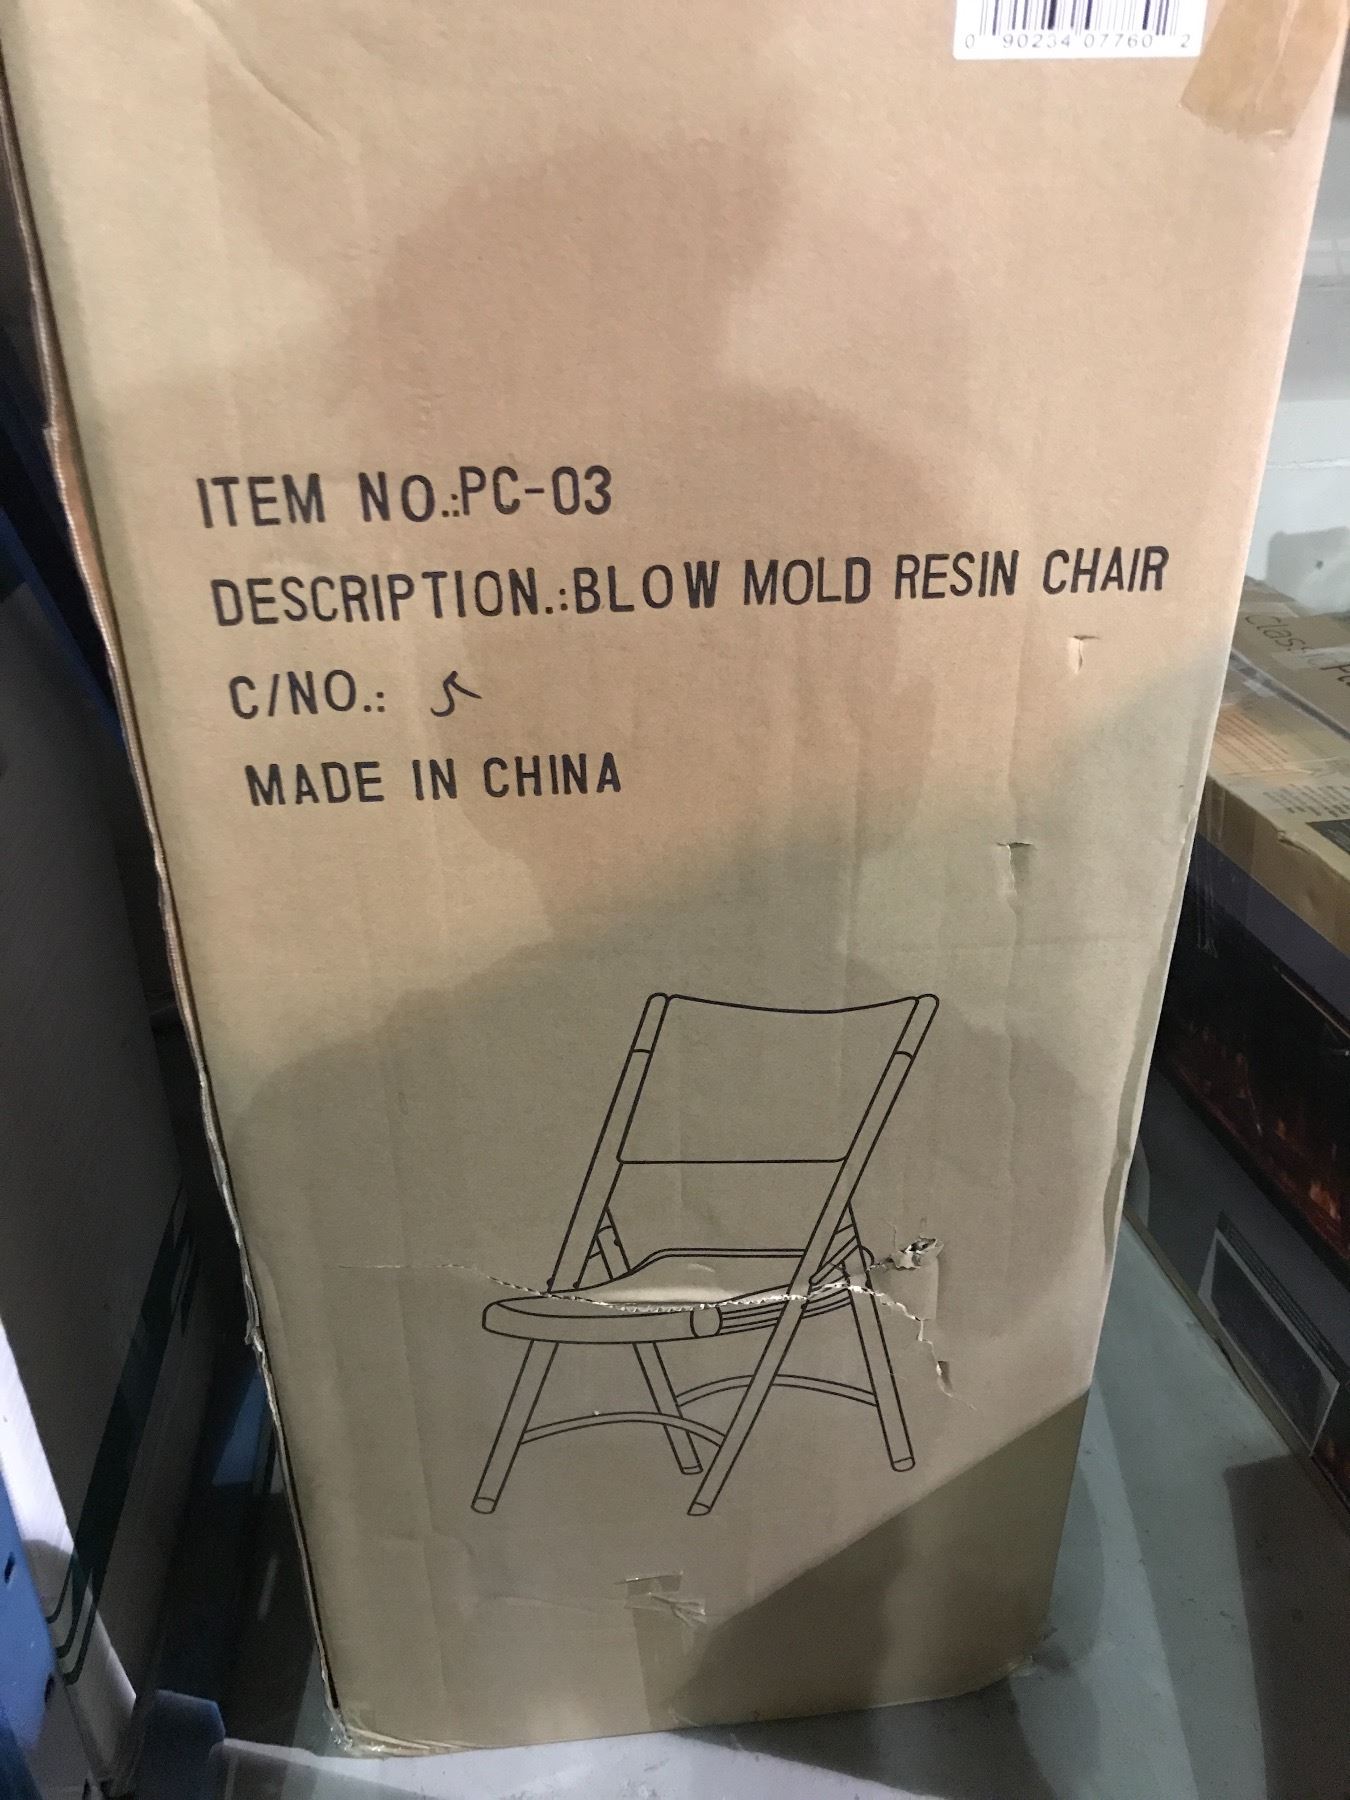 0 90234 07760 2
ITEM NO.:PC-03
DESCRIPTION.:BLOW MOLD RESIN CHAIR
C/NO.: 5
MADE IN CHINA